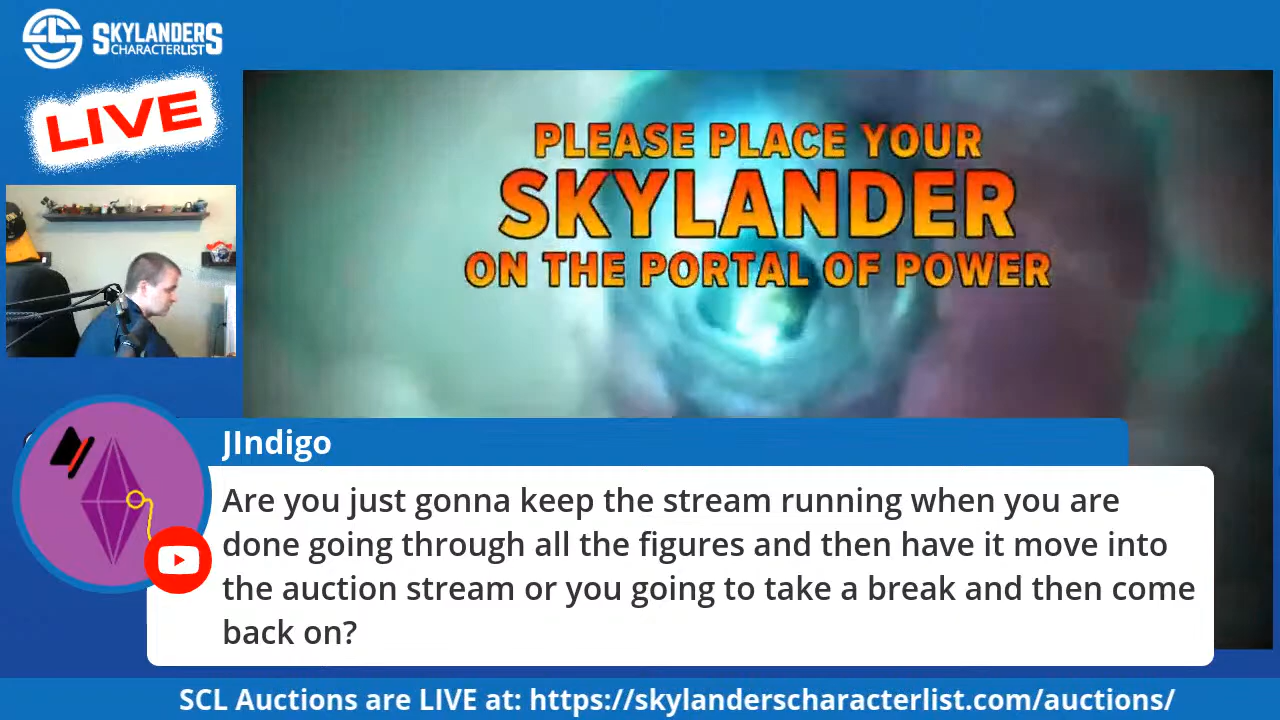 SKYLANDERS
CHARACTERLIST
LIVE
PLEASE PLACE YOUR
SKYLANDER
ON THE PORTAL OF POWER
JIndigo
Are you just gonna keep the stream running when you are
done going through all the figures and then have it move into
the auction stream or you going to take a break and then come
back on?
SCL Auctions are LIVE at: https://skylanderscharacterlist.com/auctions/